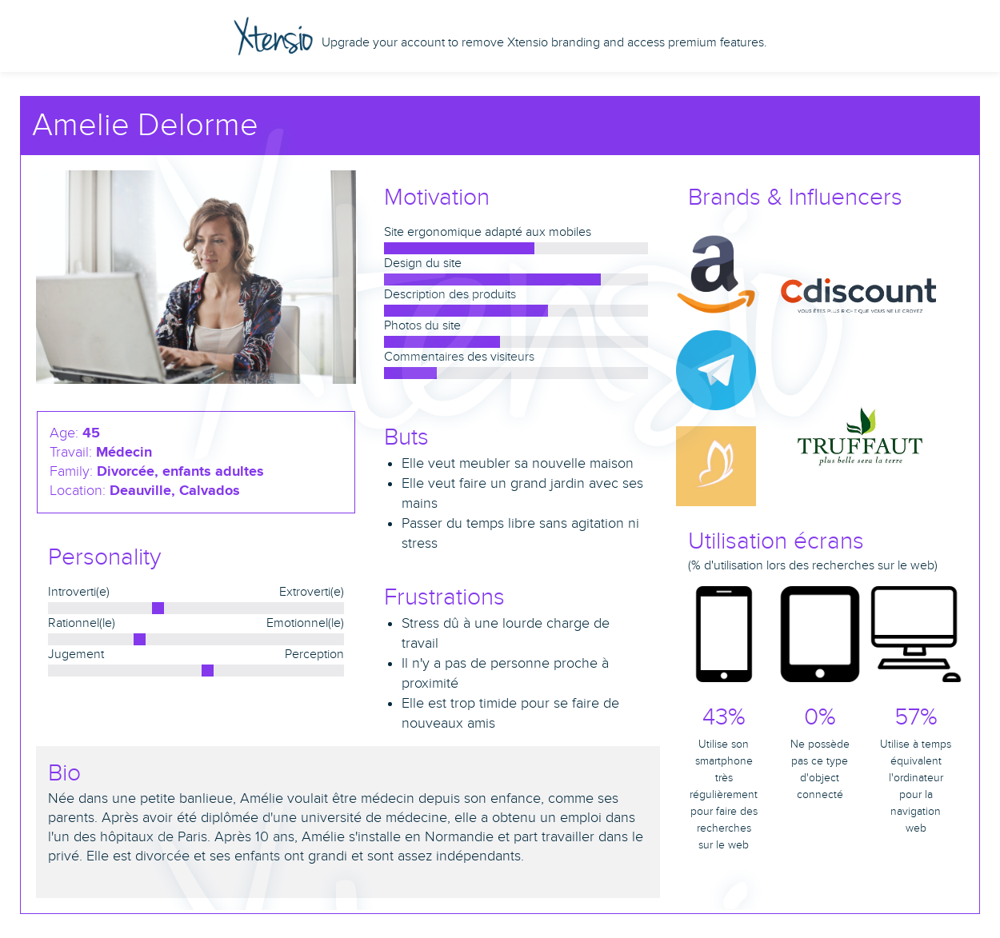 Xtensio Upgrade your account to remove Xtensio branding and access premium features.
Amelie Delorme
Age: 45
Travail: Médecin
Family: Divorcée, enfants adultes
Location: Deauville, Calvados
Personality
Introverti(e) Extroverti(e)
Rationnel(le) Emotionnel(le)
Jugement Perception
Motivation
Site ergonomique adapté aux mobiles
Design du site
Description des produits
Photos du site
Commentaires des visiteurs
Buts
Elle veut meubler sa nouvelle maison
Elle veut faire un grand jardin avec ses
mains
Passer du temps libre sans agitation ni
stress
Frustrations
Stress dû à une lourde charge de
travail
Il n'y a pas de personne proche à
proximité
Elle est trop timide pour se faire de
nouveaux amis
Bio
Née dans une petite banlieue, Amélie voulait être médecin depuis son enfance, comme ses
parents. Après avoir été diplômée d'une université de médecine, elle a obtenu un emploi dans
l'un des hôpitaux de Paris. Après 10 ans, Amélie s'installe en Normandie et part travailler dans le
privé. Elle est divorcée et ses enfants ont grandi et sont assez indépendants.
Brands & Influencers
a
Cdiscount
VOUS ÊTES PLUS RICHE QUE VOUS NE LE CROYEZ
TRUFFAUT
plus belle sera la terre
Utilisation écrans
(% d'utilisation lors des recherches sur le web)
43%
Utilise son
smartphone
très
régulièrement
pour faire des
recherches
sur le web
0%
Ne possède
pas ce type
d'object
connecté
57%
Utilise à temps
équivalent
l'ordinateur
pour la
navigation
web
Xtensio